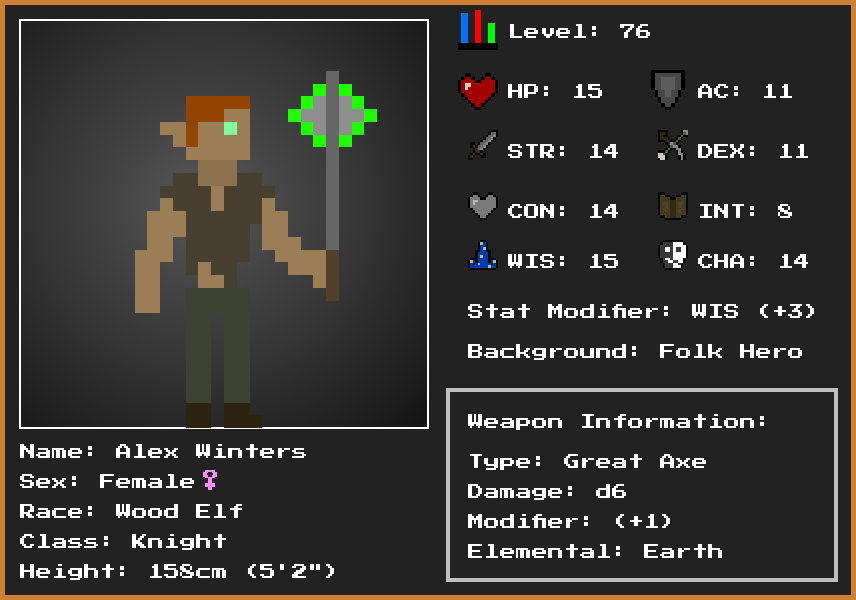 Level: 76
HP: 15 AC: 11
STR: 14 DEX: 11
CON: 14 INT: 8
WIS: 15 CHA: 14
Stat Modifier: WIS (+3)
Background: Folk Hero
Weapon Information:
Type: Great Axe
Damage: d6
Modifier: (+1)
Elemental: Earth
Name: Alex Winters
Sex: Female♀
Race: Wood Elf
Class: Knight
Height: 158cm (5'2")